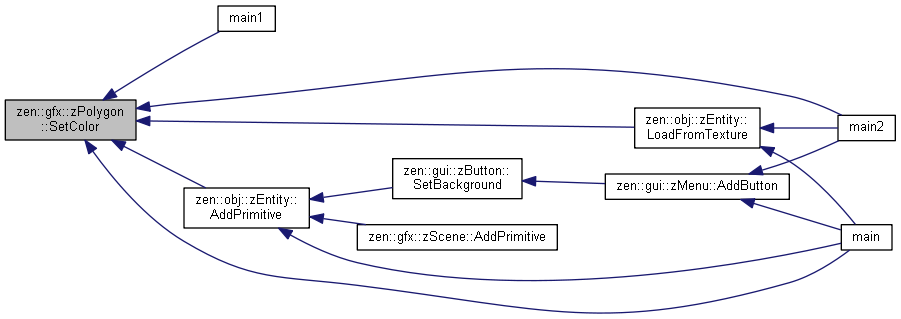 main1
zen::gfx::zPolygon
::SetColor
zen::obj::zEntity::
LoadFromTexture
main2
zen::gui::zButton::
SetBackground
zen::gui::zMenu::AddButton
zen::obj::zEntity::
AddPrimitive
zen::gfx::zScene::AddPrimitive
main